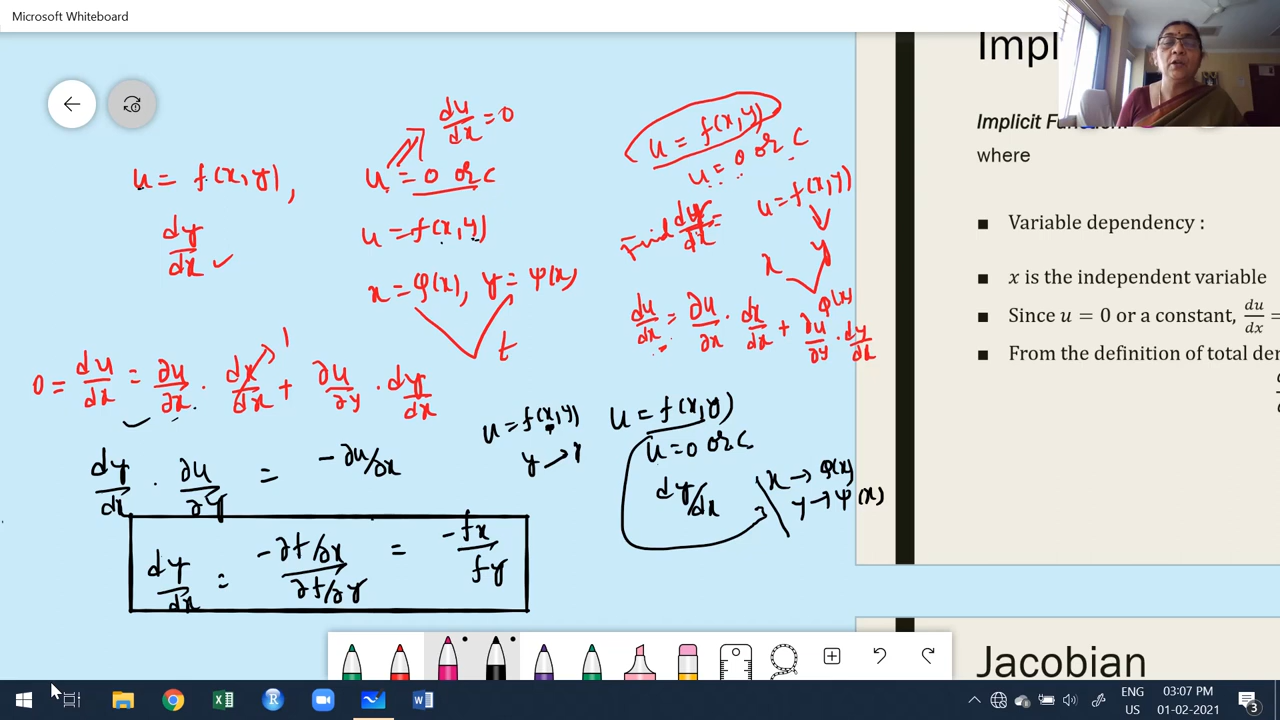 Microsoft Whiteboard
du/dx = 0
u = f(x,y),
u = 0 or c
dy/dx
u = f(x,y)
x = φ(x), y = ψ(x)
t
0 = du/dx = ∂u/∂x . dx/dx + ∂u/∂y . dy/dx
1
dy/dx . ∂u/∂y = -∂u/∂x
dy/dx = -∂f/∂x / ∂f/∂y = -fx/fy
u = f(x,y)
u = 0 or c
Find dy/dx =
u = f(x,y)
y
x
φ(x)
du/dx = ∂u/∂x . dx/dx + ∂u/∂y . dy/dx
u = f(x,y)
u = f(x,y)
u = 0 or c
dy/dx
x → φ(x)
y → ψ(x)
Impl
Implicit Fun
where
■ Variable dependency :
■ x is the independent variable
■ Since u = 0 or a constant, du/dx =
■ From the definition of total der
Jacobian
ENG
US
03:07 PM
01-02-2021
3